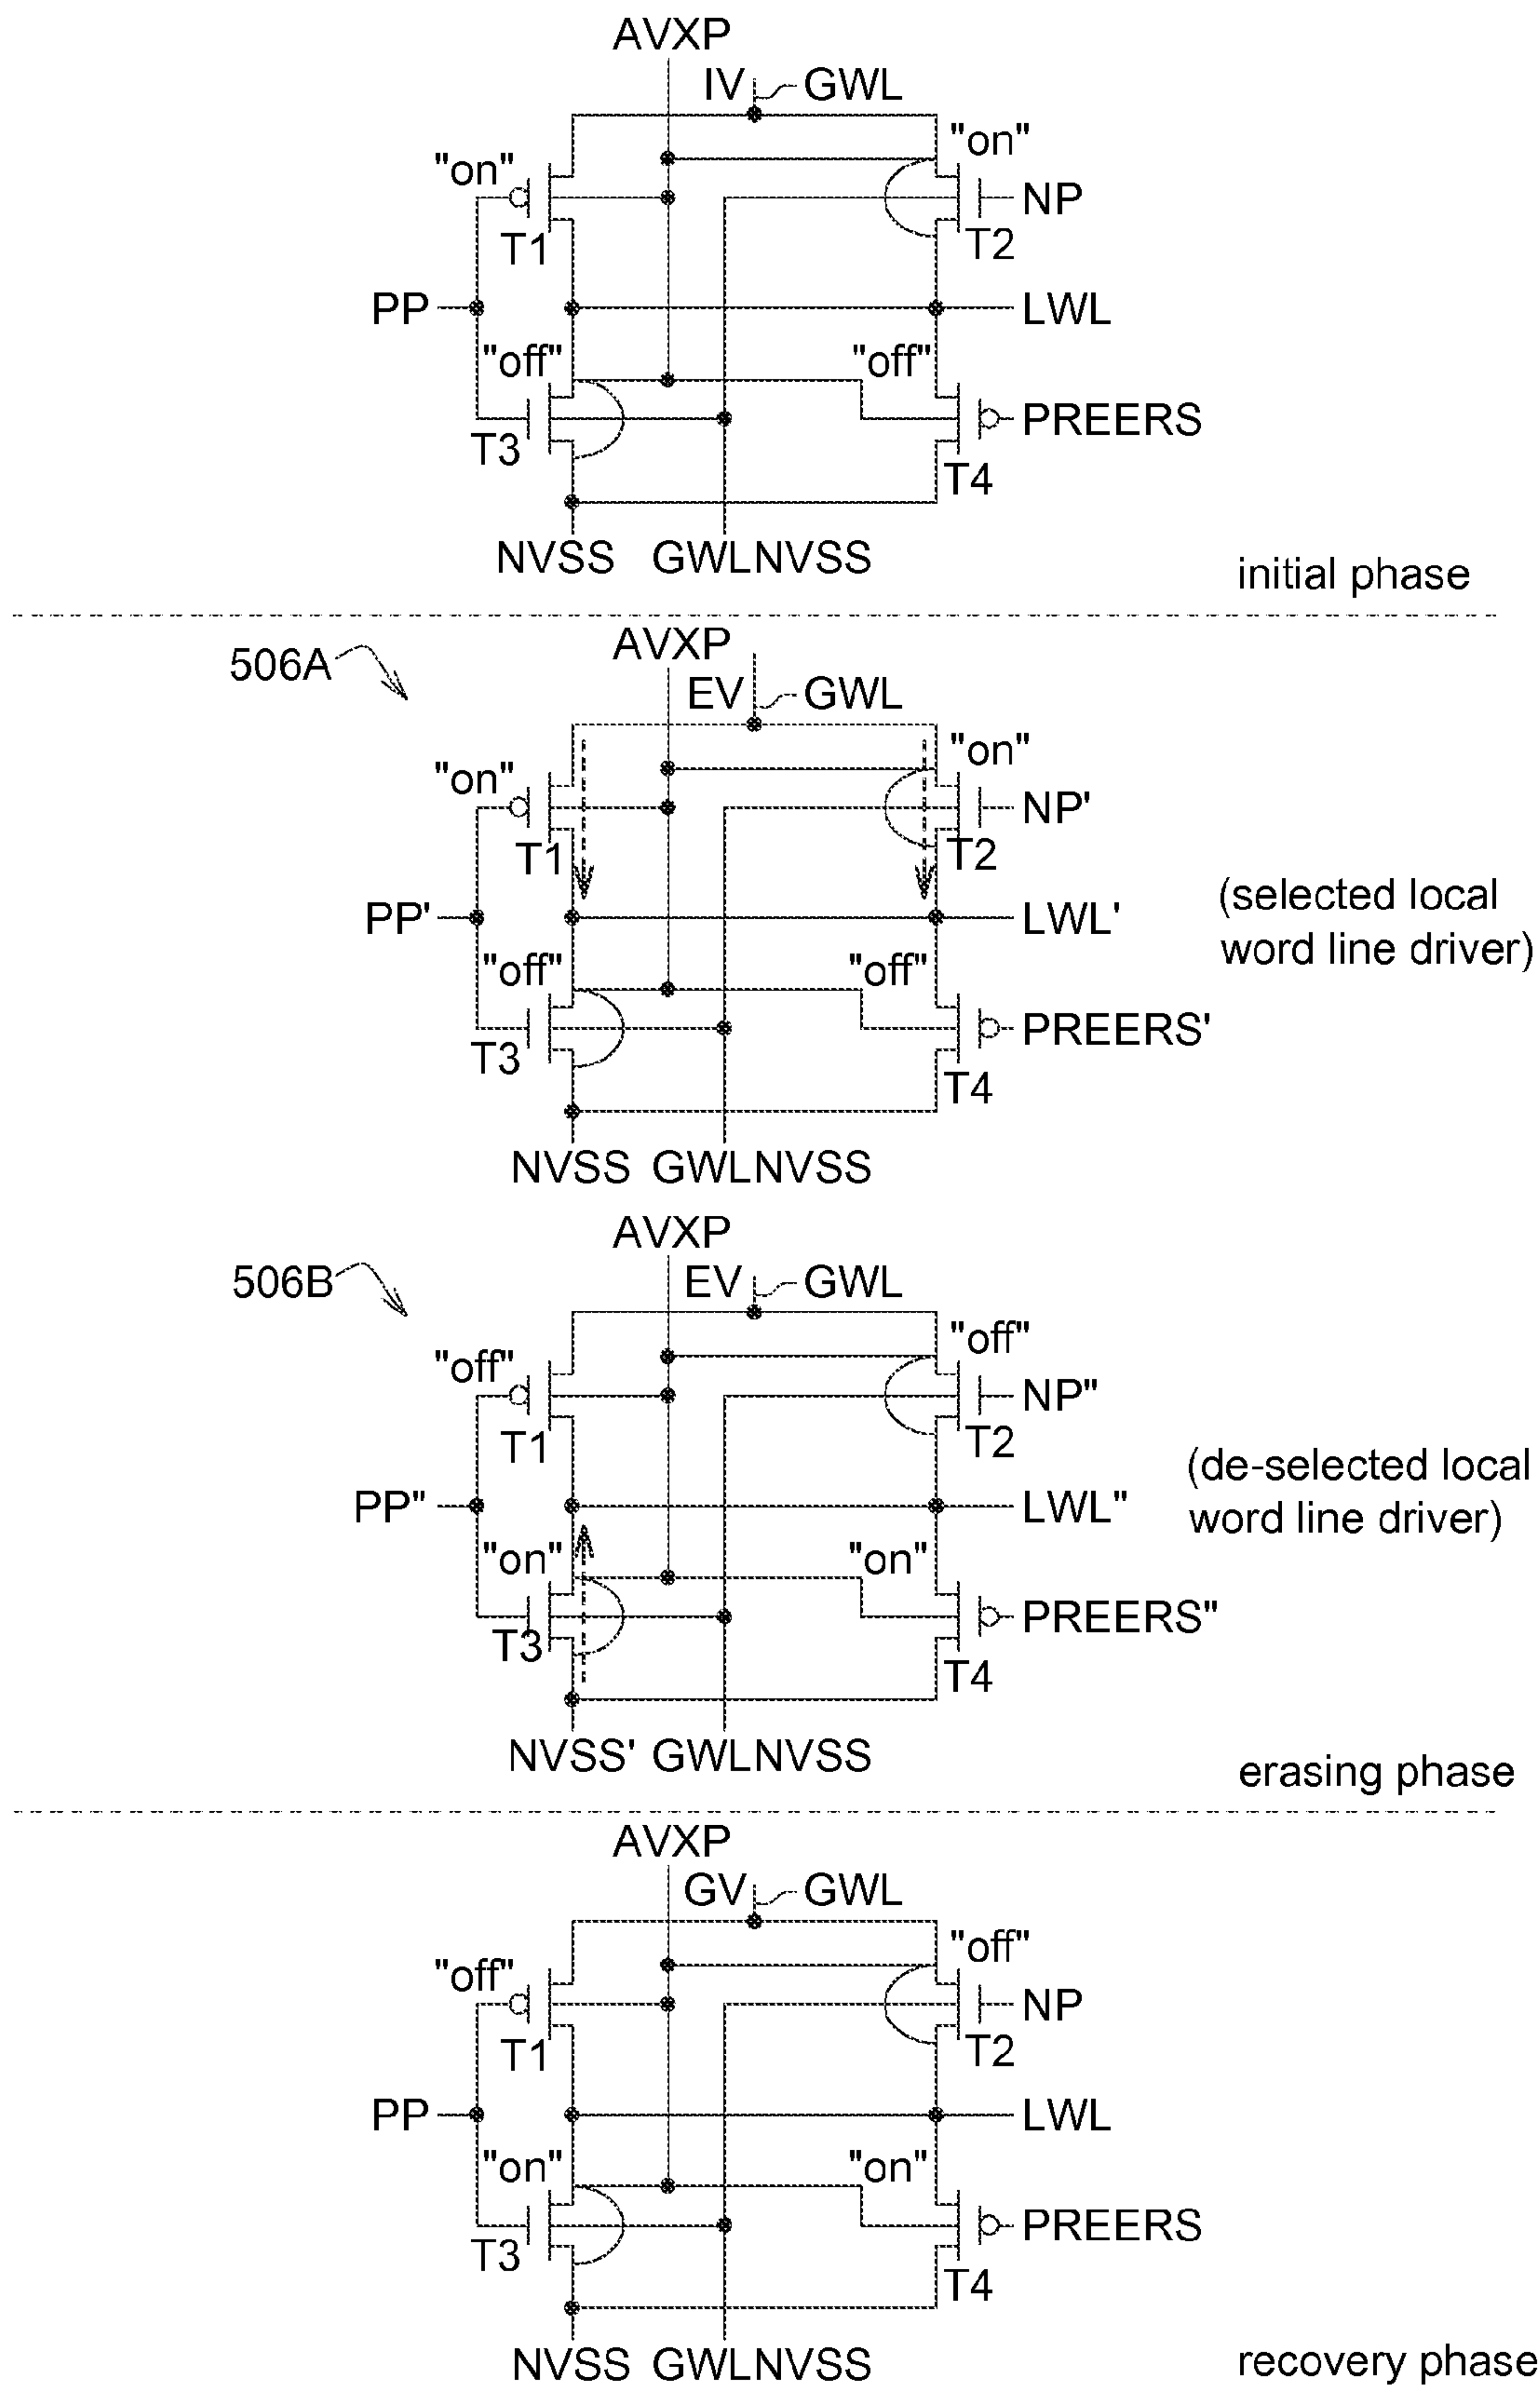 AVXP
IV GWL
"on" "on"
NP
T1 T2
PP LWL
"off" "off"
PREERS
T3 T4
NVSS GWLNVSS
initial phase
506A AVXP
EV GWL
"on" "on"
NP'
T1 T2
PP' LWL' (selected local
word line driver)
"off" "off"
PREERS'
T3 T4
NVSS GWLNVSS
AVXP
506B EV GWL
"off" "off"
NP"
T1 T2
PP" LWL" (de-selected local
word line driver)
"on" "on"
PREERS"
T3 T4
NVSS' GWLNVSS
erasing phase
AVXP
GV GWL
"off" "off"
NP
T1 T2
PP LWL
"on" "on"
PREERS
T3 T4
NVSS GWLNVSS
recovery phase